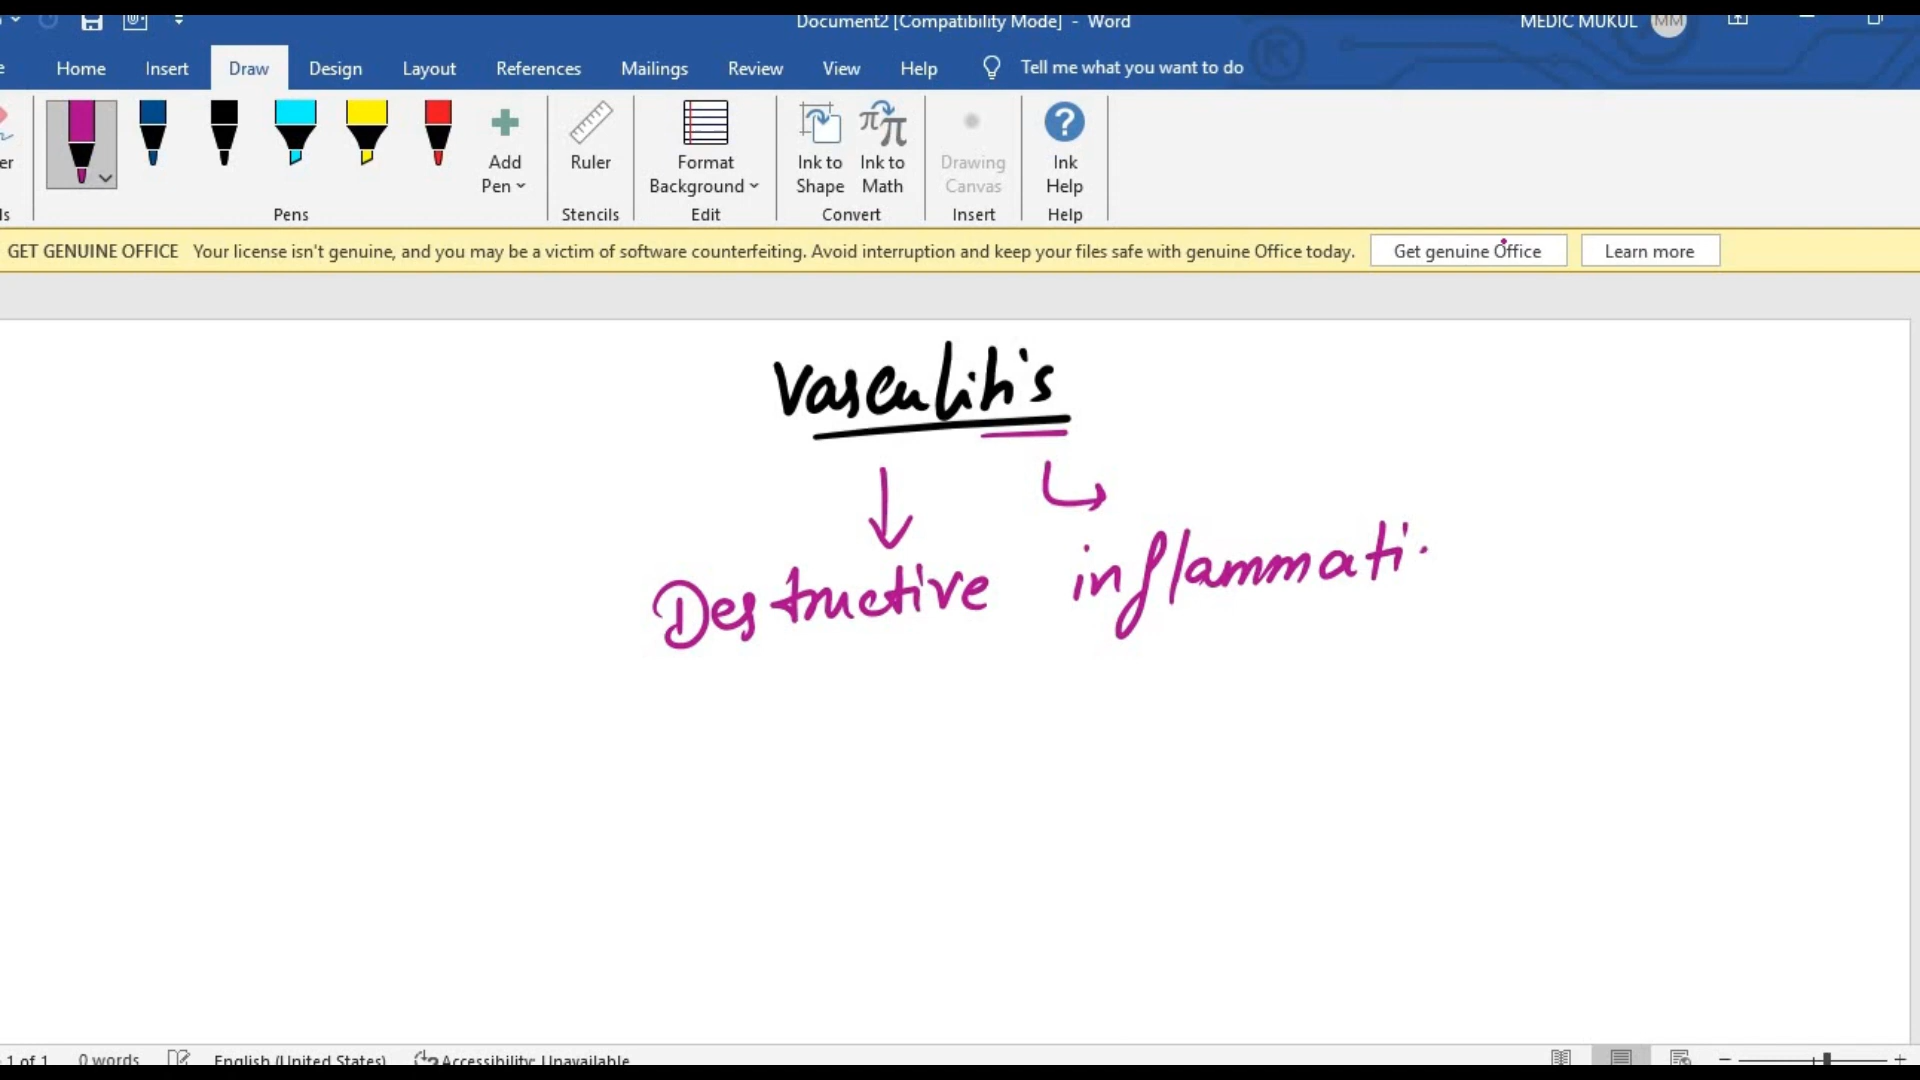 Document2 [Compatibility Mode] - Word MEDIC MUKUL MM
Home Insert Draw Design Layout References Mailings Review View Help Tell me what you want to do
Add Pen Ruler Format Background Ink to Shape Ink to Math Drawing Canvas Ink Help
Pens Stencils Edit Convert Insert Help
GET GENUINE OFFICE Your license isn't genuine, and you may be a victim of software counterfeiting. Avoid interruption and keep your files safe with genuine Office today. Get genuine Office Learn more
Vasculitis
Destructive inflammati
1 of 1 0 words English (United States) Accessibility: Unavailable